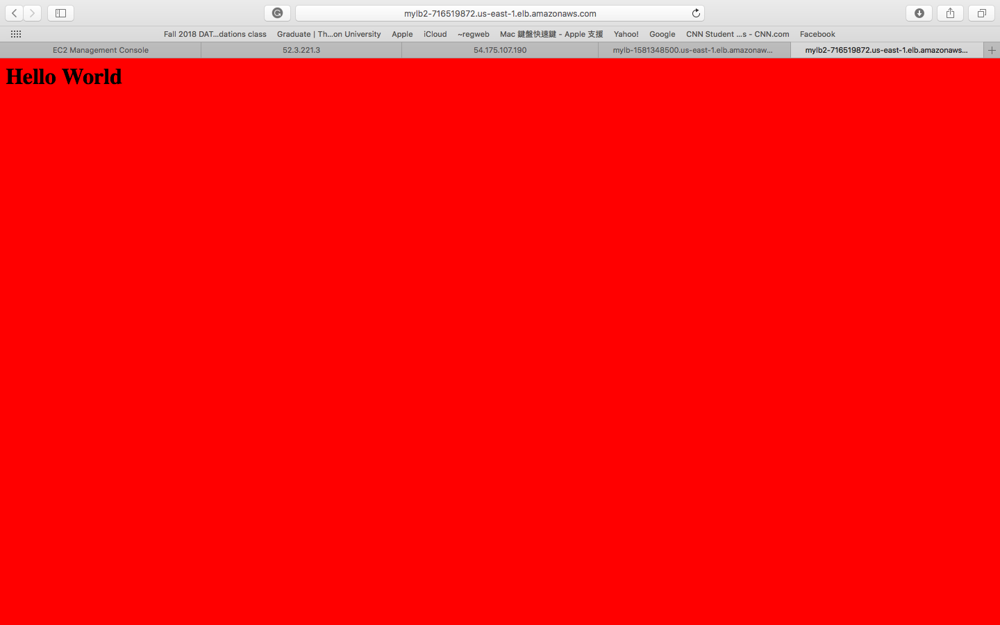 mylb2-716519872.us-east-1.elb.amazonaws.com
Fall 2018 DAT...dations class Graduate | Th...on University Apple iCloud ~regweb Mac 鍵盤快速鍵 - Apple 支援 Yahoo! Google CNN Student ...s - CNN.com Facebook
EC2 Management Console 52.3.221.3 54.175.107.190 mylb-1581348500.us-east-1.elb.amazonaw... mylb2-716519872.us-east-1.elb.amazonaws...
Hello World